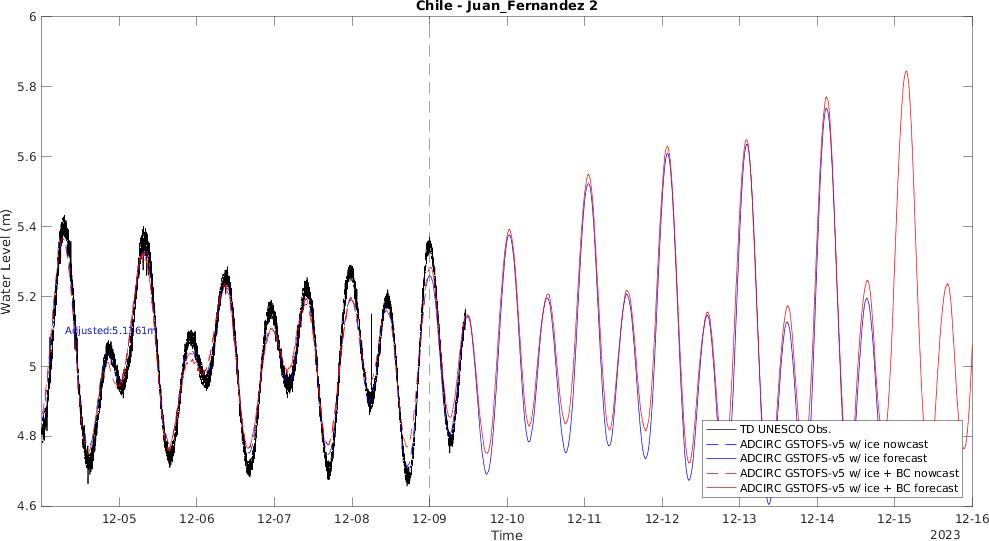 Chile - Juan_Fernandez 2
Water Level (m)
6
5.8
5.6
5.4
5.2
5
4.8
4.6
Adjusted:5.1161m
TD UNESCO Obs.
ADCIRC GSTOFS-v5 w/ ice nowcast
ADCIRC GSTOFS-v5 w/ ice forecast
ADCIRC GSTOFS-v5 w/ ice + BC nowcast
ADCIRC GSTOFS-v5 w/ ice + BC forecast
12-05 12-06 12-07 12-08 12-09 12-10 12-11 12-12 12-13 12-14 12-15 12-16
Time
2023